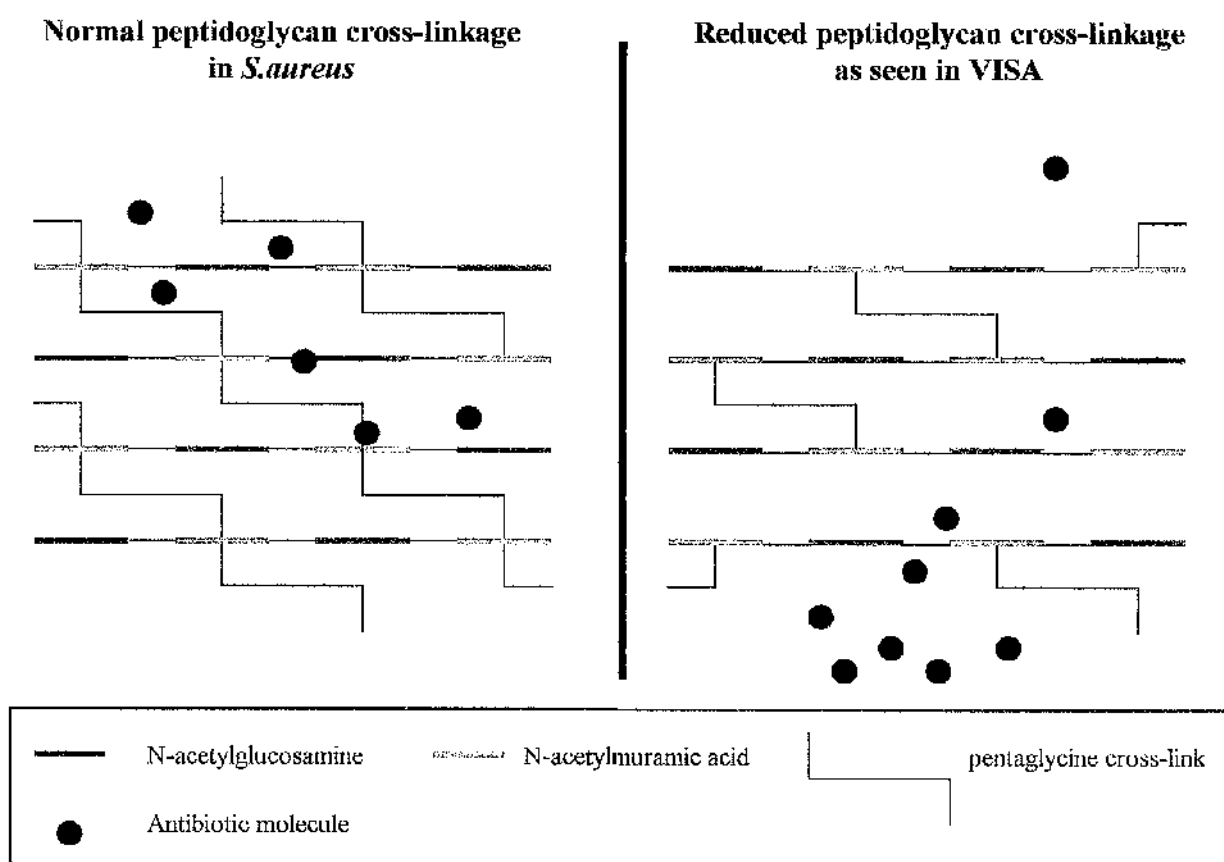 Normal peptidoglycan cross-linkage
in S.aureus
Reduced peptidoglycan cross-linkage
as seen in VISA
N-acetylglucosamine
N-acetylmuramic acid
pentaglycine cross-link
Antibiotic molecule